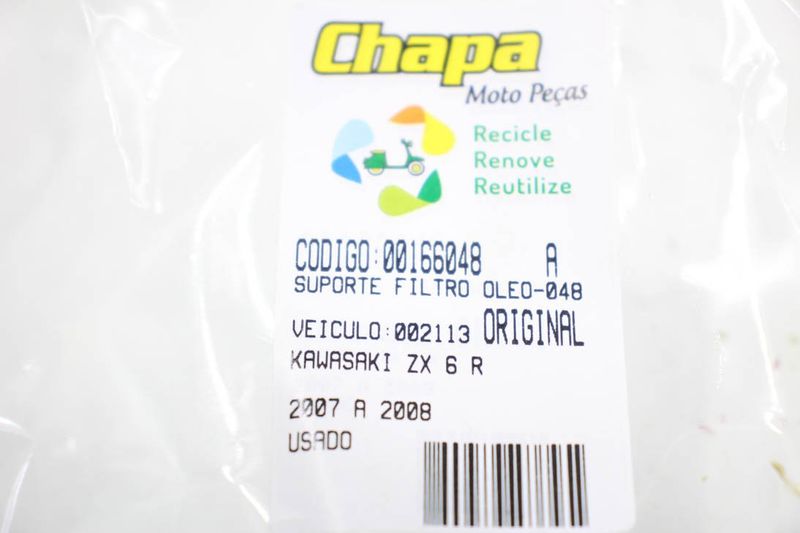 Chapa
Moto Peças
Recicle
Renove
Reutilize
CODIGO:00166048 A
SUPORTE FILTRO OLEO-048
VEICULO:002113 ORIGINAL
KAWASAKI ZX 6 R
2007 A 2008
USADO